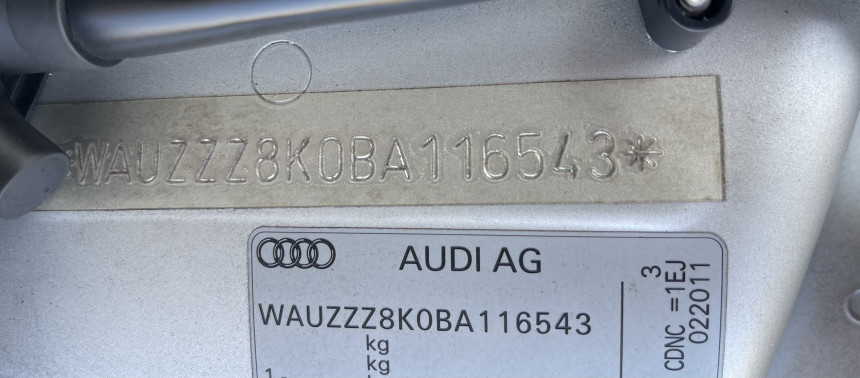 *WAUZZZ8K0BA116543*
AUDI AG
WAUZZZ8K0BA116543
kg
kg
3
CDNC =1EJ
022011